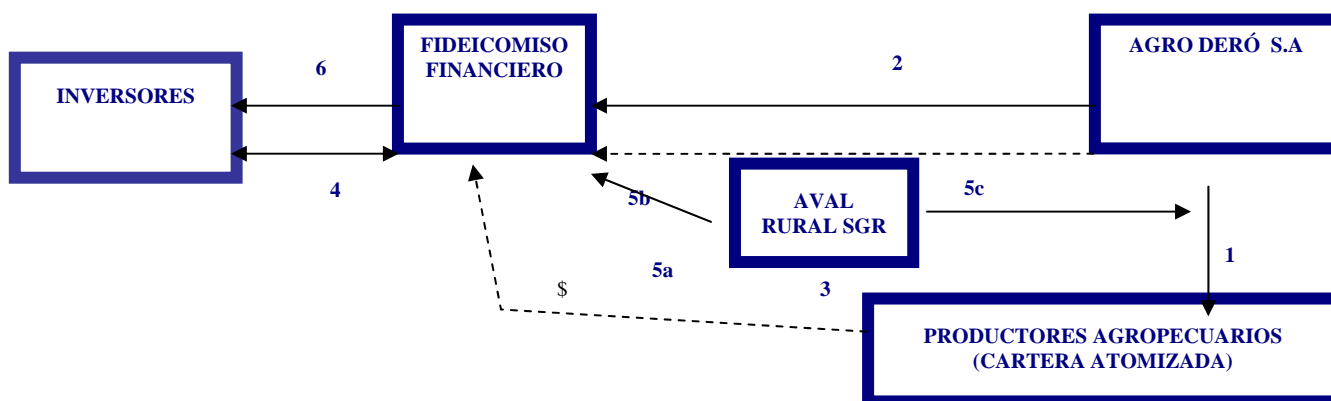 FIDEICOMISO
FINANCIERO
AGRO DERÓ S.A
6
2
INVERSORES
4
5b
AVAL
RURAL SGR
5c
5a
3
1
$
PRODUCTORES AGROPECUARIOS
(CARTERA ATOMIZADA)